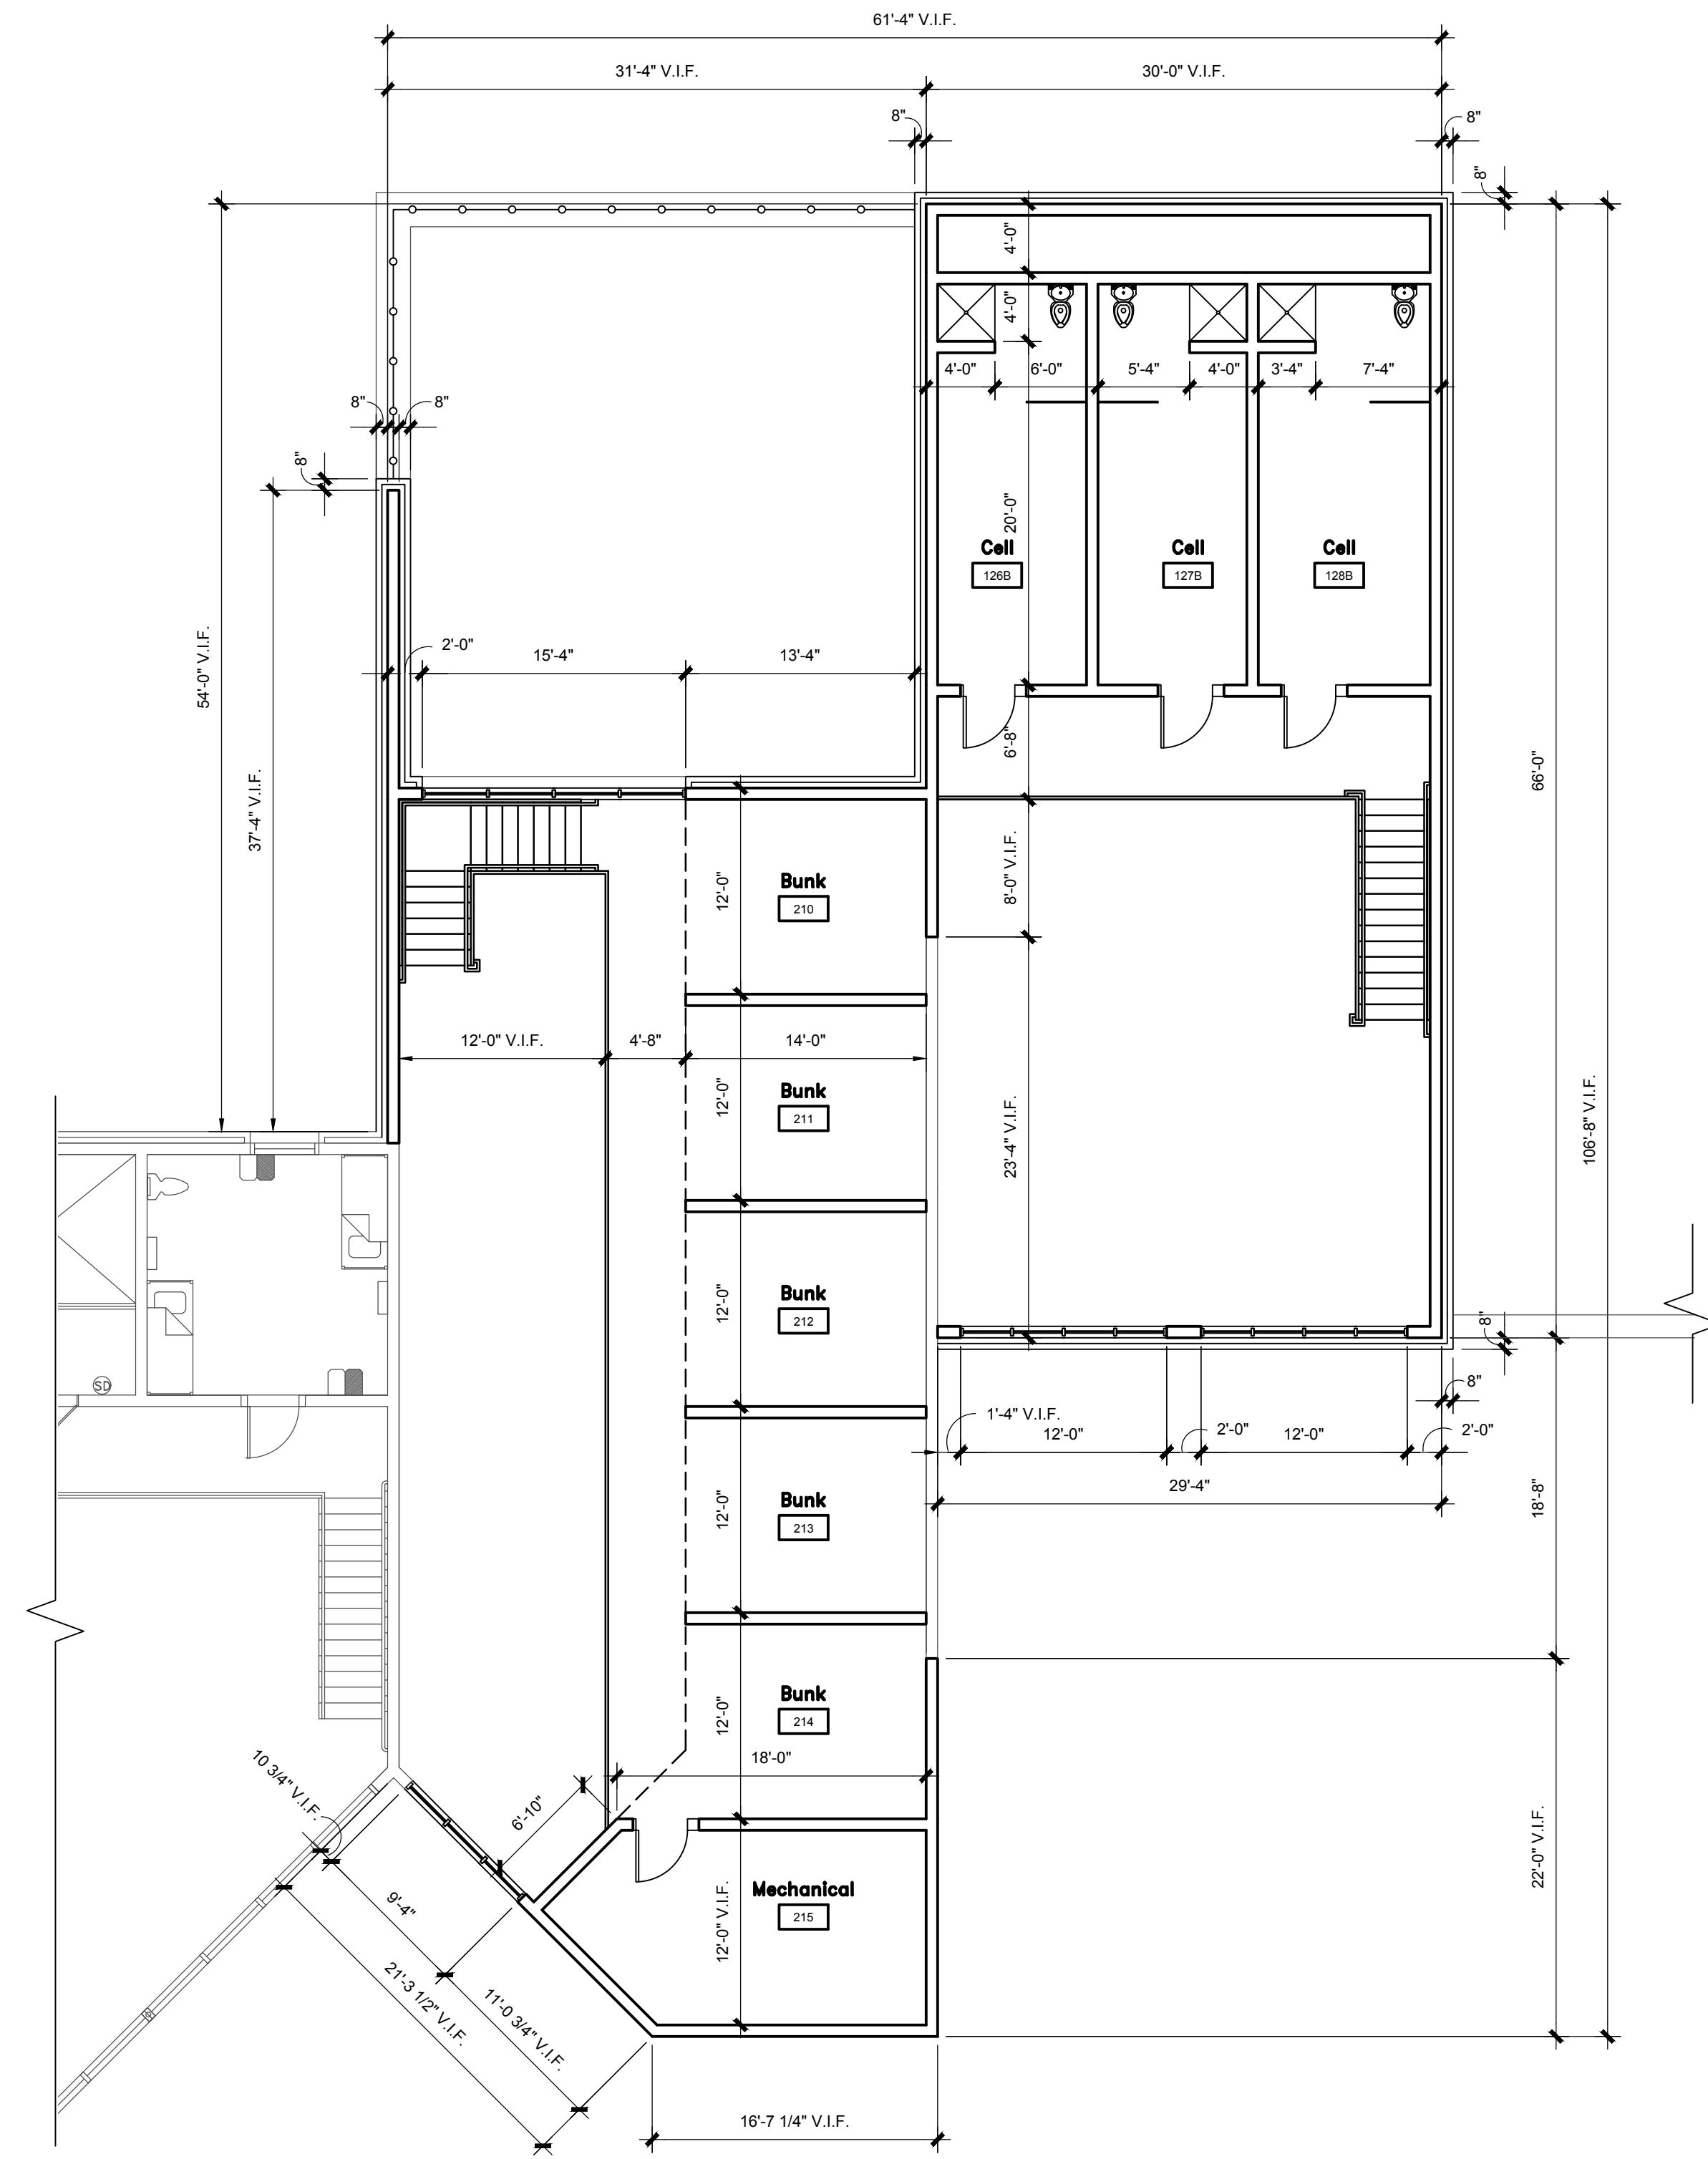 61'-4" V.I.F.
31'-4" V.I.F.
30'-0" V.I.F.
8"
8"
8"
4'-0"
4'-0"
4'-0"
6'-0"
5'-4"
4'-0"
3'-4"
7'-4"
8"
8"
8"
20'-0"
Cell
126B
Cell
127B
Cell
128B
54'-0" V.I.F.
2'-0"
15'-4"
13'-4"
6'-8"
66'-0"
37'-4" V.I.F.
8'-0" V.I.F.
12'-0"
Bunk
210
12'-0" V.I.F.
4'-8"
14'-0"
12'-0"
Bunk
211
23'-4" V.I.F.
106'-8" V.I.F.
12'-0"
Bunk
212
8"
SD
8"
1'-4" V.I.F.
12'-0"
2'-0"
12'-0"
2'-0"
29'-4"
18'-8"
12'-0"
Bunk
213
12'-0"
Bunk
214
18'-0"
10 3/4" V.I.F.
6'-10"
22'-0" V.I.F.
Mechanical
215
12'-0" V.I.F.
9'-4"
21'-3 1/2" V.I.F.
11'-0 3/4" V.I.F.
16'-7 1/4" V.I.F.